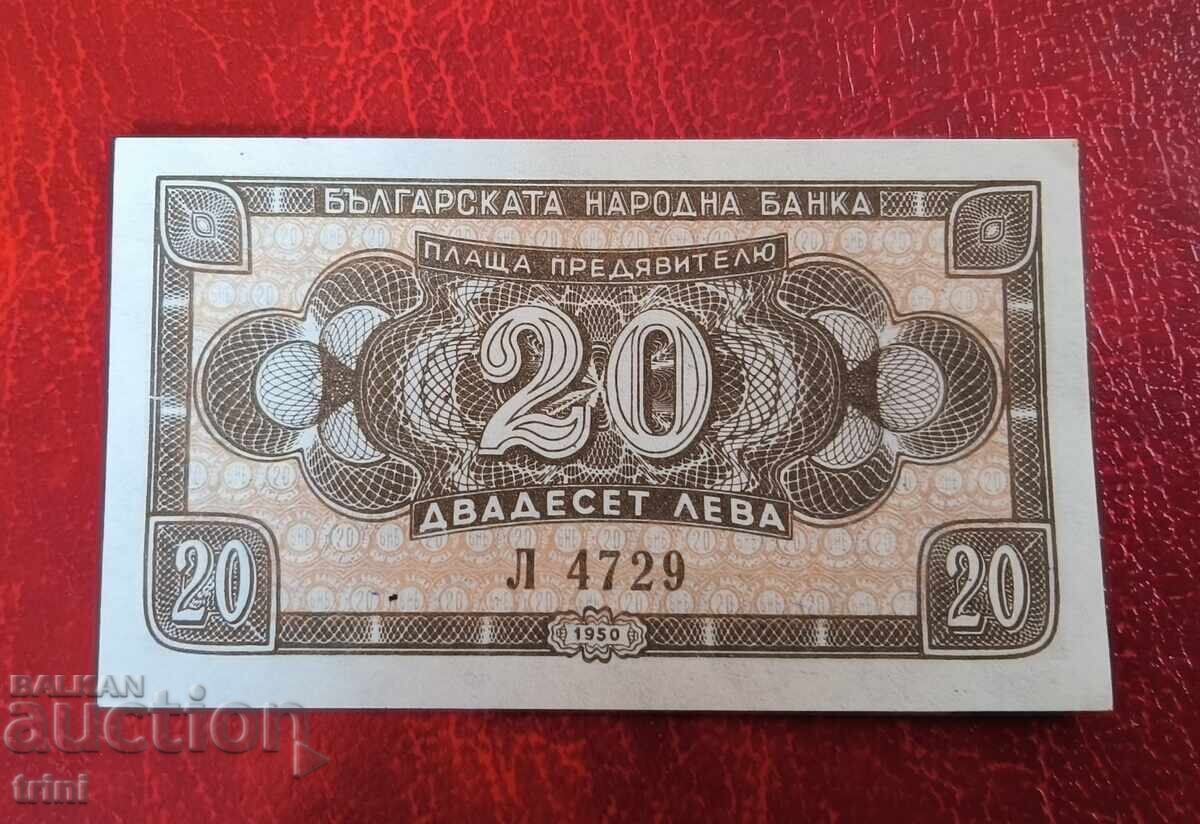 БЪЛГАРСКАТА НАРОДНА БАНКА
ПЛАЩА ПРЕДЯВИТЕЛЮ
20
ДВАДЕСЕТ ЛЕВА
Л 4729
20 20
1950
BALKAN
auction
trini